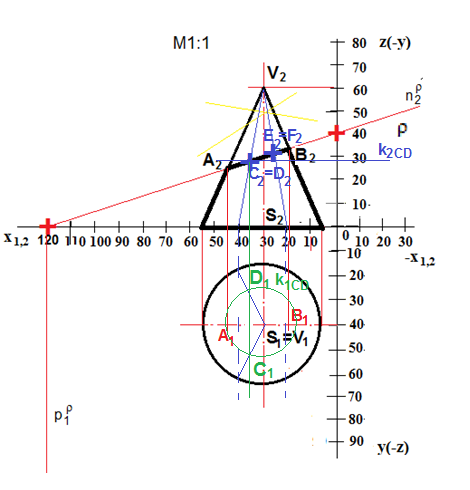 M1:1
80 z(-y)
70
V₂
60
n₂ᵖ′
50
40
ρ
E₂=F₂
A₂
B₂
k₂CD
30
C₂=D₂
20
10
S₂
x₁,₂
120 110 100 90 80 70 60 50 40 30 20 10 0 20 30
-x₁,₂
10
D₁ k₁CD
20
30
B₁
40
A₁
S₁=V₁
50
C₁
60
70
p₁ᵖ
80
90 y(-z)